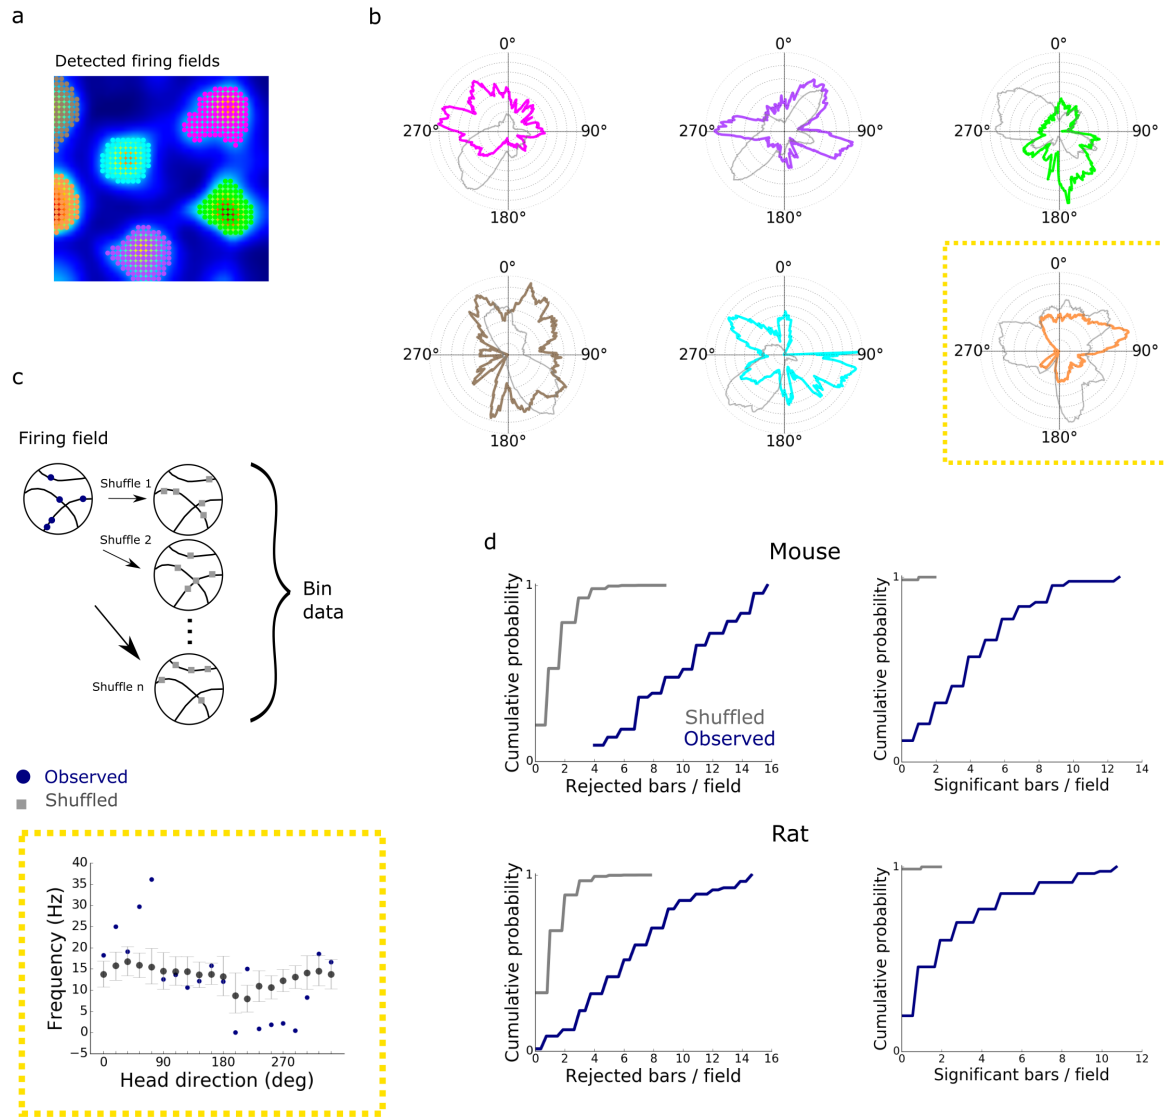 a
Detected firing fields
b
0°
270°
90°
180°
0°
270°
90°
180°
0°
270°
90°
180°
0°
270°
90°
180°
0°
270°
90°
180°
0°
270°
90°
180°
c
Firing field
Shuffle 1
Shuffle 2
Shuffle n
Bin
data
Observed
Shuffled
Frequency (Hz)
40
35
30
25
20
15
10
5
0
−5
0
90
180
270
Head direction (deg)
d
Mouse
Cumulative probability
1
0
0 2 4 6 8 10 12 14 16
Rejected bars / field
Shuffled
Observed
Cumulative probability
1
0
0 2 4 6 8 10 12 14
Significant bars / field
Rat
Cumulative probability
1
0
0 2 4 6 8 10 12 14 16
Rejected bars / field
Cumulative probability
1
0
0 2 4 6 8 10 12
Significant bars / field